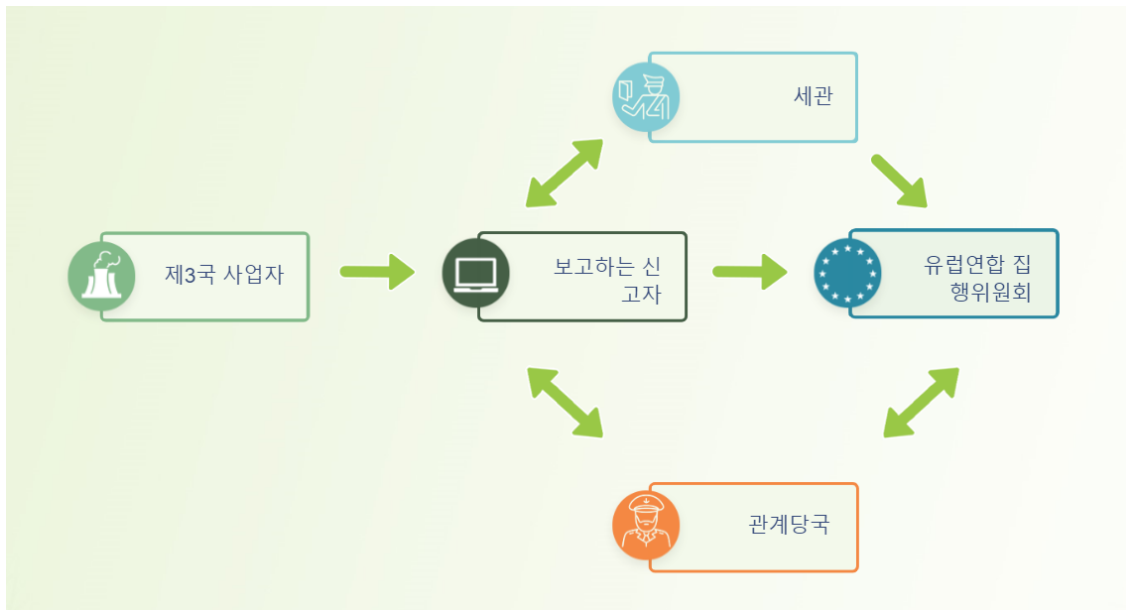 세관
제3국 사업자
보고하는 신
고자
유럽연합 집
행위원회
관계당국